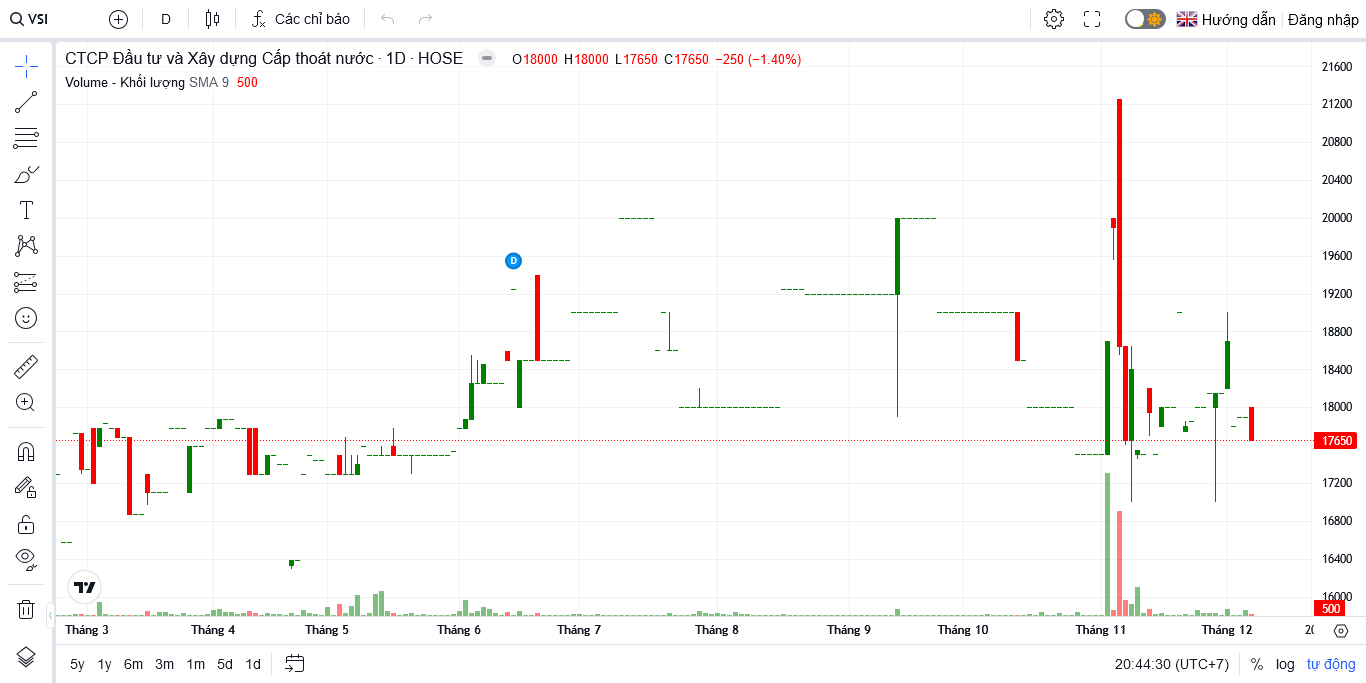 VSI D Các chỉ báo Hướng dẫn Đăng nhập
CTCP Đầu tư và Xây dựng Cấp thoát nước · 1D · HOSE O18000 H18000 L17650 C17650 −250 (−1.40%)
Volume - Khối lượng SMA 9 500
21600
21200
20800
20400
20000
19600
D
19200
18800
18400
18000
17650
17200
16800
16400
16000
500
Tháng 3 Tháng 4 Tháng 5 Tháng 6 Tháng 7 Tháng 8 Tháng 9 Tháng 10 Tháng 11 Tháng 12
5y 1y 6m 3m 1m 5d 1d 20:44:30 (UTC+7) % log tự động